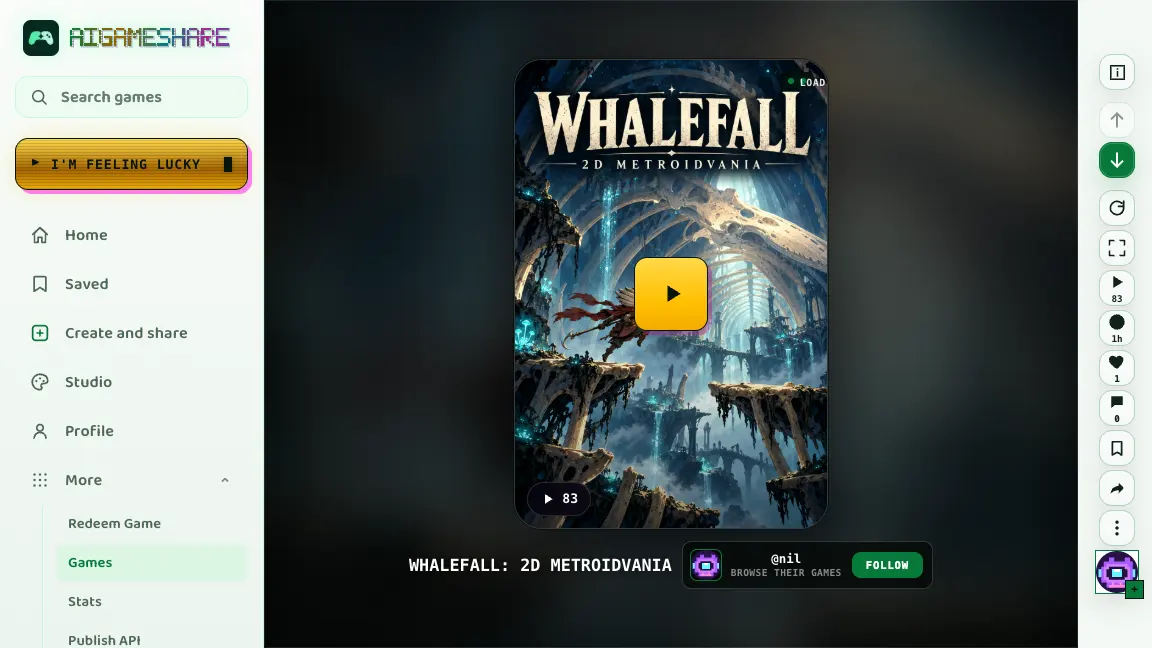 AIGAMESHARE
Search games
I'M FEELING LUCKY
Home
Saved
Create and share
Studio
Profile
More
Redeem Game
Games
Stats
Publish API
LOAD
WHALEFALL
2D METROIDVANIA
83
WHALEFALL: 2D METROIDVANIA
@nil
BROWSE THEIR GAMES
FOLLOW
83
1h
1
0